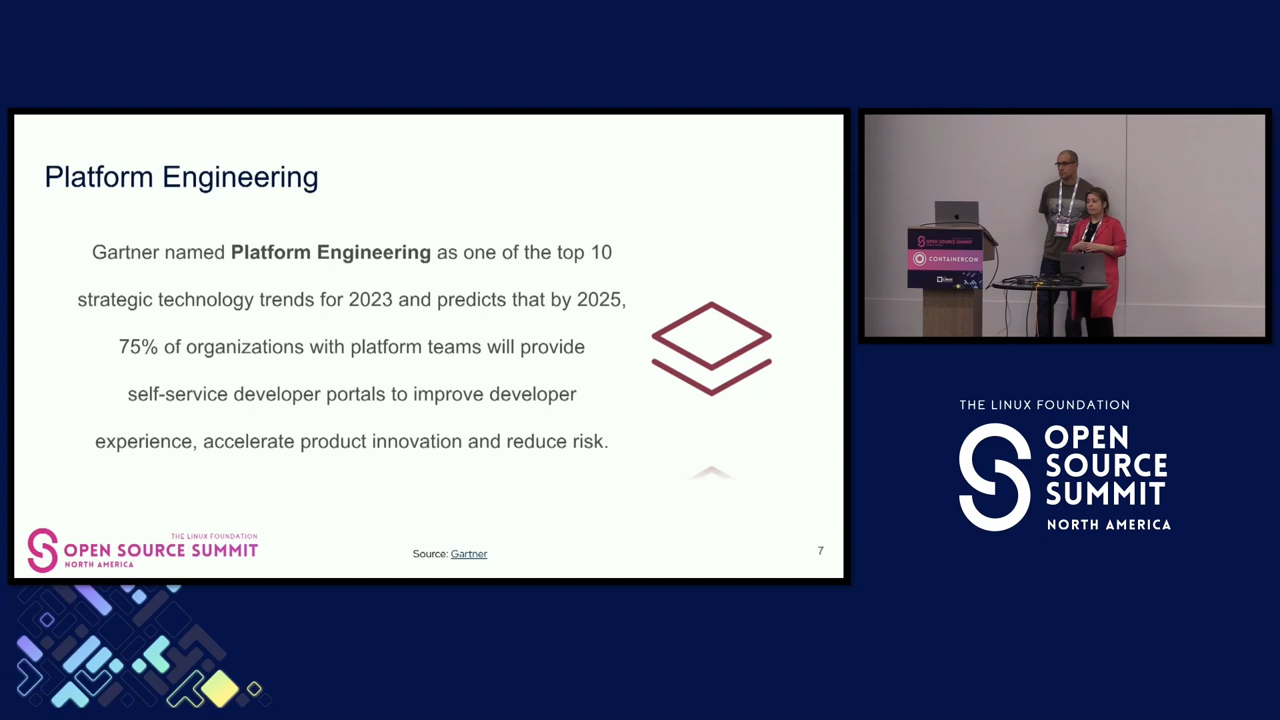 Platform Engineering
Gartner named Platform Engineering as one of the top 10
strategic technology trends for 2023 and predicts that by 2025,
75% of organizations with platform teams will provide
self-service developer portals to improve developer
experience, accelerate product innovation and reduce risk.
THE LINUX FOUNDATION
OPEN SOURCE SUMMIT
NORTH AMERICA
Source: Gartner
7
OPEN SOURCE SUMMIT
CONTAINERCON
THE LINUX FOUNDATION
OPEN
SOURCE
SUMMIT
NORTH AMERICA